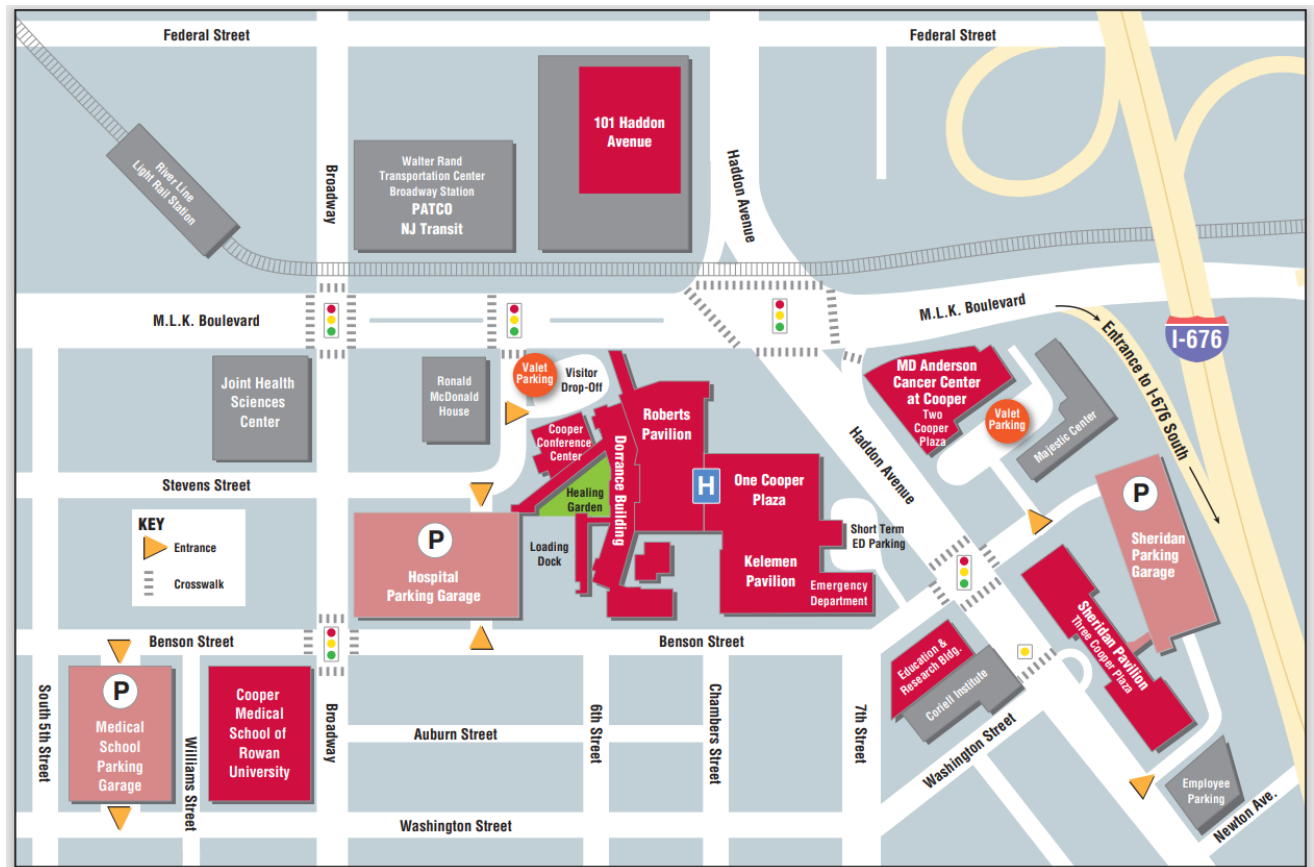 Federal Street
Federal Street
101 Haddon
Avenue
River Line
Light Rail Station
Broadway
Walter Rand
Transportation Center
Broadway Station
PATCO
NJ Transit
Haddon Avenue
M.L.K. Boulevard
M.L.K. Boulevard
Entrance to I-676 South
I-676
Joint Health
Sciences
Center
Ronald
McDonald
House
Valet
Parking
Visitor
Drop-Off
Cooper
Conference
Center
Roberts
Pavilion
Dorrance Building
MD Anderson
Cancer Center
at Cooper
Two
Cooper
Plaza
Valet
Parking
Majestic Center
Haddon Avenue
Stevens Street
Healing
Garden
H
One Cooper
Plaza
P
Sheridan
Parking
Garage
KEY
Entrance
Crosswalk
P
Hospital
Parking Garage
Loading
Dock
Short Term
ED Parking
Kelemen
Pavilion
Emergency
Department
Sheridan Pavilion
Three Cooper Plaza
Benson Street
Benson Street
Education &
Research Bldg.
Coriell Institute
South 5th Street
P
Medical
School
Parking
Garage
Williams Street
Cooper
Medical
School of
Rowan
University
Broadway
Auburn Street
6th Street
Chambers Street
7th Street
Washington Street
Employee
Parking
Newton Ave.
Washington Street